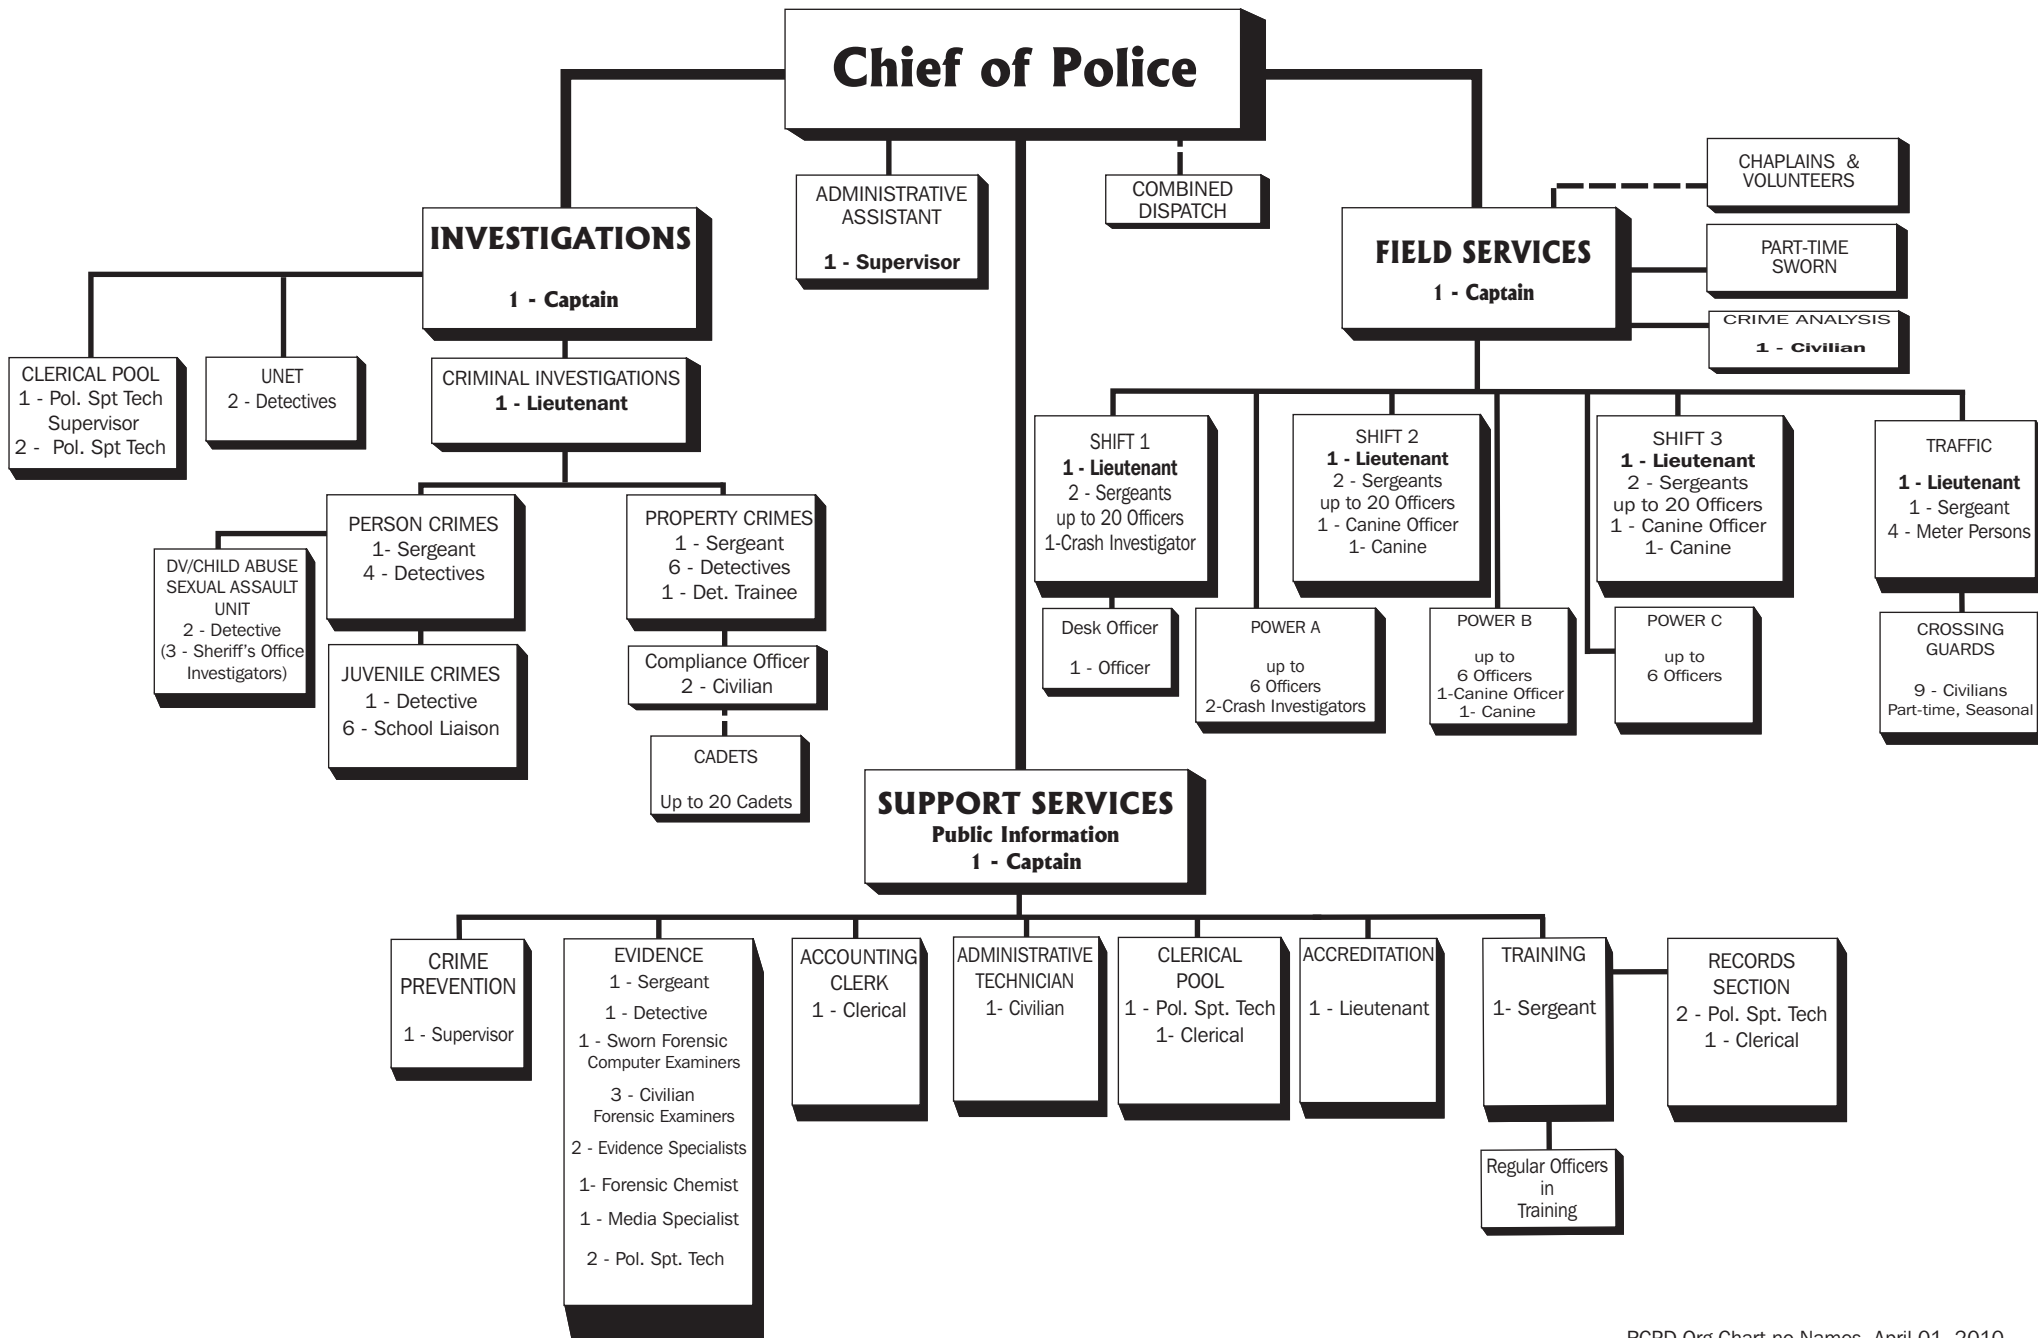 Chief of Police
ADMINISTRATIVE
ASSISTANT
1 - Supervisor
COMBINED
DISPATCH
INVESTIGATIONS
1 - Captain
CLERICAL POOL
1 - Pol. Spt Tech
Supervisor
2 - Pol. Spt Tech
UNET
2 - Detectives
CRIMINAL INVESTIGATIONS
1 - Lieutenant
PERSON CRIMES
1- Sergeant
4 - Detectives
DV/CHILD ABUSE
SEXUAL ASSAULT
UNIT
2 - Detective
(3 - Sheriff's Office
Investigators)
JUVENILE CRIMES
1 - Detective
6 - School Liaison
PROPERTY CRIMES
1 - Sergeant
6 - Detectives
1 - Det. Trainee
Compliance Officer
2 - Civilian
CADETS
Up to 20 Cadets
FIELD SERVICES
1 - Captain
CHAPLAINS &
VOLUNTEERS
PART-TIME
SWORN
CRIME ANALYSIS
1 - Civilian
SHIFT 1
1 - Lieutenant
2 - Sergeants
up to 20 Officers
1-Crash Investigator
Desk Officer
1 - Officer
POWER A
up to
6 Officers
2-Crash Investigators
SHIFT 2
1 - Lieutenant
2 - Sergeants
up to 20 Officers
1 - Canine Officer
1- Canine
POWER B
up to
6 Officers
1-Canine Officer
1- Canine
SHIFT 3
1 - Lieutenant
2 - Sergeants
up to 20 Officers
1 - Canine Officer
1- Canine
POWER C
up to
6 Officers
TRAFFIC
1 - Lieutenant
1 - Sergeant
4 - Meter Persons
CROSSING
GUARDS
9 - Civilians
Part-time, Seasonal
SUPPORT SERVICES
Public Information
1 - Captain
CRIME
PREVENTION
1 - Supervisor
EVIDENCE
1 - Sergeant
1 - Detective
1 - Sworn Forensic
Computer Examiners
3 - Civilian
Forensic Examiners
2 - Evidence Specialists
1- Forensic Chemist
1 - Media Specialist
2 - Pol. Spt. Tech
ACCOUNTING
CLERK
1 - Clerical
ADMINISTRATIVE
TECHNICIAN
1- Civilian
CLERICAL
POOL
1 - Pol. Spt. Tech
1- Clerical
ACCREDITATION
1 - Lieutenant
TRAINING
1- Sergeant
Regular Officers
in
Training
RECORDS
SECTION
2 - Pol. Spt. Tech
1 - Clerical
Org Chart no Names, April 01, 2010